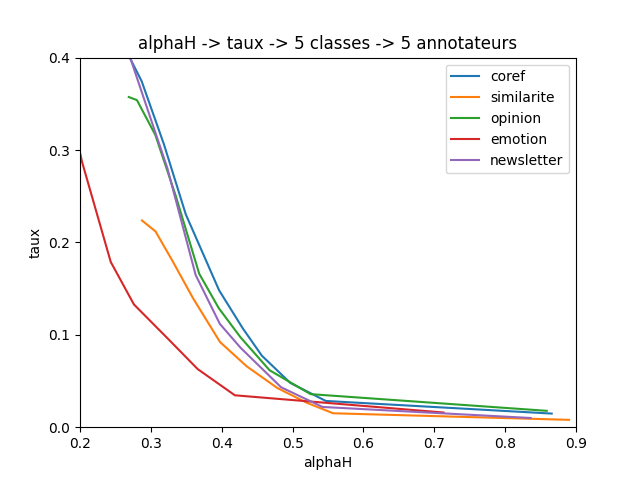 alphaH -> taux -> 5 classes -> 5 annotateurs
0.4
0.3
0.2
0.1
0.0
taux
coref
similarite
opinion
emotion
newsletter
0.2 0.3 0.4 0.5 0.6 0.7 0.8 0.9
alphaH